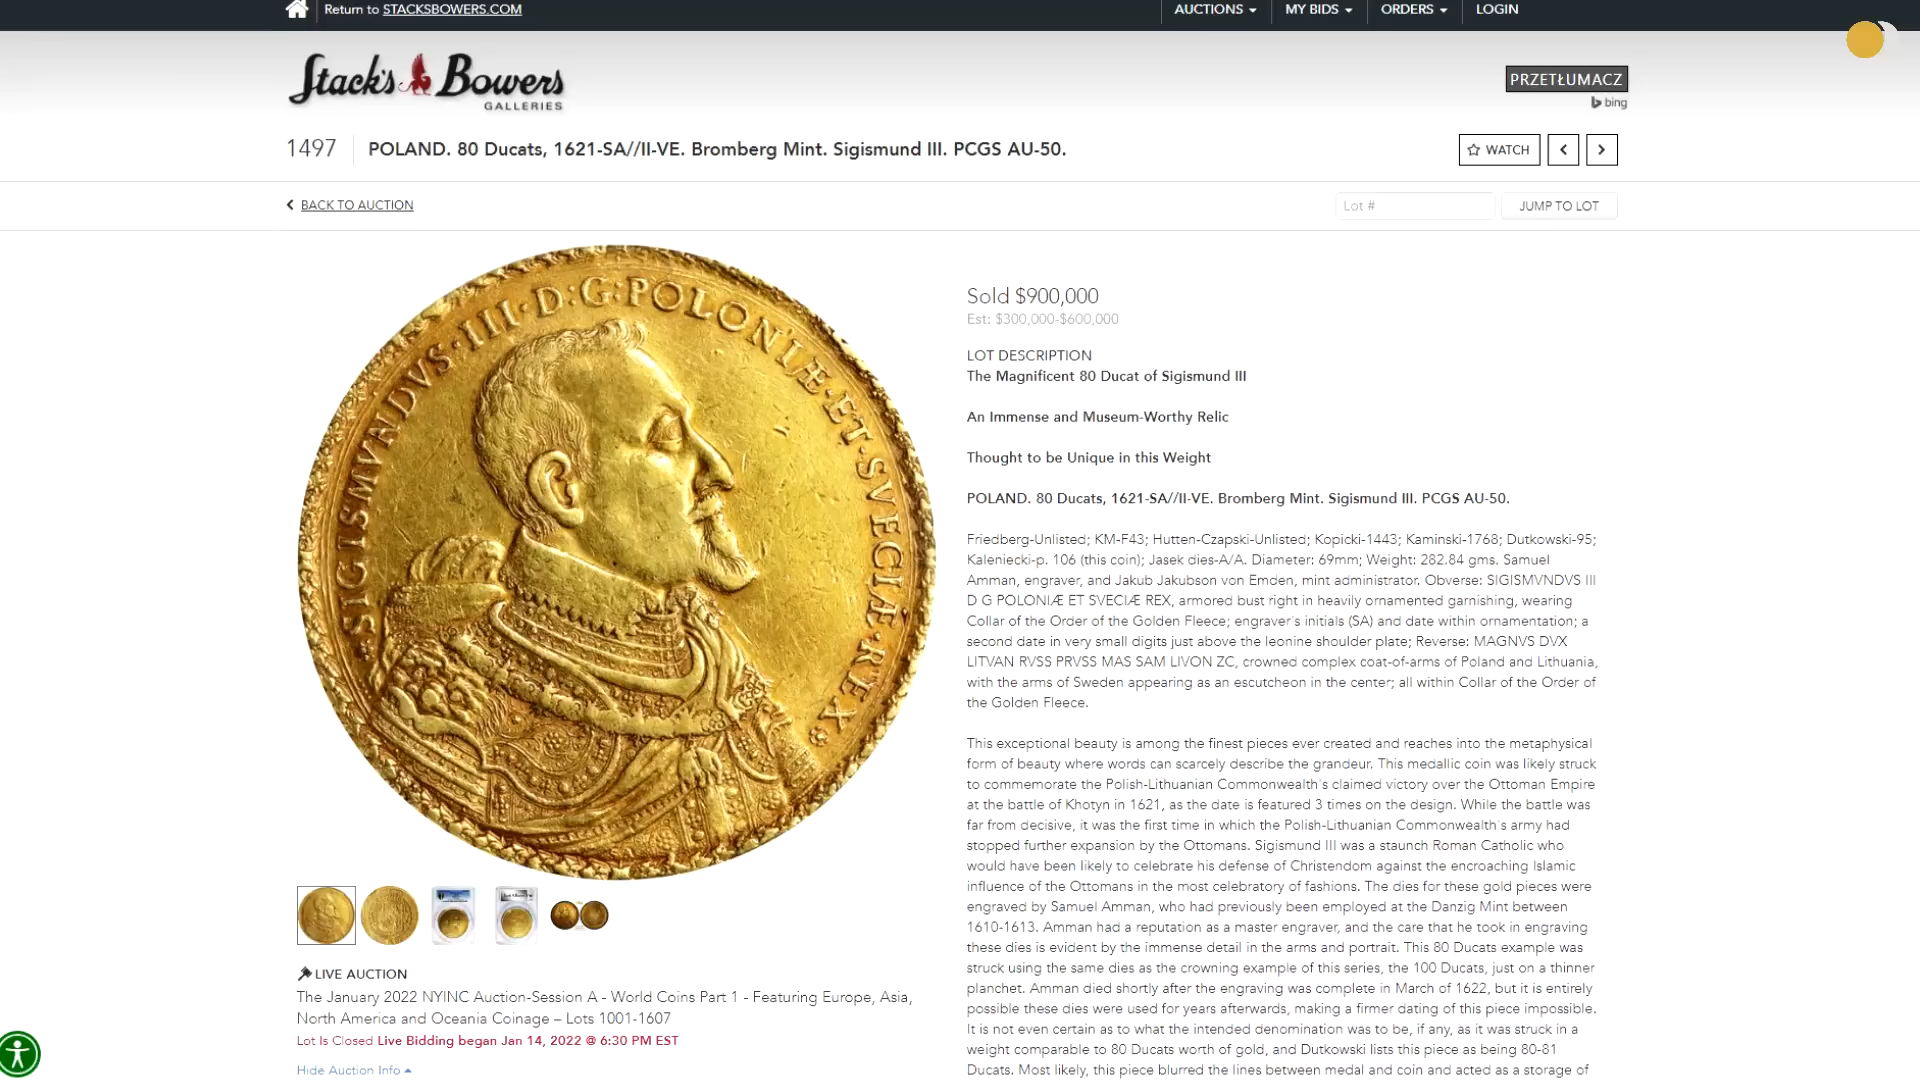 Return to STACKSBOWERS.COM
AUCTIONS
MY BIDS
ORDERS
LOGIN
Stack's Bowers
GALLERIES
PRZETŁUMACZ
bing
1497
POLAND. 80 Ducats, 1621-SA//II-VE. Bromberg Mint. Sigismund III. PCGS AU-50.
WATCH
BACK TO AUCTION
Lot #
JUMP TO LOT
SIGISMVNDVS·III·D:G:POLONIÆ·ET·SVECIÆ·REX
Sold $900,000
Est: $300,000-$600,000
LOT DESCRIPTION
The Magnificent 80 Ducat of Sigismund III
An Immense and Museum-Worthy Relic
Thought to be Unique in this Weight
POLAND. 80 Ducats, 1621-SA//II-VE. Bromberg Mint. Sigismund III. PCGS AU-50.
Friedberg-Unlisted; KM-F43; Hutten-Czapski-Unlisted; Kopicki-1443; Kaminski-1768; Dutkowski-95;
Kaleniecki-p. 106 (this coin); Jasek dies-A/A. Diameter: 69mm; Weight: 282.84 gms. Samuel
Amman, engraver, and Jakub Jakubson von Emden, mint administrator. Obverse: SIGISMVNDVS III
D G POLONIÆ ET SVECIÆ REX, armored bust right in heavily ornamented garnishing, wearing
Collar of the Order of the Golden Fleece; engraver's initials (SA) and date within ornamentation; a
second date in very small digits just above the leonine shoulder plate; Reverse: MAGNVS DVX
LITVAN RVSS PRVSS MAS SAM LIVON ZC, crowned complex coat-of-arms of Poland and Lithuania,
with the arms of Sweden appearing as an escutcheon in the center; all within Collar of the Order of
the Golden Fleece.
This exceptional beauty is among the finest pieces ever created and reaches into the metaphysical
form of beauty where words can scarcely describe the grandeur. This medallic coin was likely struck
to commemorate the Polish-Lithuanian Commonwealth's claimed victory over the Ottoman Empire
at the battle of Khotyn in 1621, as the date is featured 3 times on the design. While the battle was
far from decisive, it was the first time in which the Polish-Lithuanian Commonwealth's army had
stopped further expansion by the Ottomans. Sigismund III was a staunch Roman Catholic who
would have been likely to celebrate his defense of Christendom against the encroaching Islamic
influence of the Ottomans in the most celebratory of fashions. The dies for these gold pieces were
engraved by Samuel Amman, who had previously been employed at the Danzig Mint between
1610-1613. Amman had a reputation as a master engraver, and the care that he took in engraving
these dies is evident by the immense detail in the arms and portrait. This 80 Ducats example was
struck using the same dies as the crowning example of this series, the 100 Ducats, just on a thinner
planchet. Amman died shortly after the engraving was complete in March of 1622, but it is entirely
possible these dies were used for years afterwards, making a firmer dating of this piece impossible.
It is not even certain as to what the intended denomination was to be, if any, as it was struck in a
weight comparable to 80 Ducats worth of gold, and Dutkowski lists this piece as being 80-81
Ducats. Most likely, this piece blurred the lines between medal and coin and acted as a storage of
LIVE AUCTION
The January 2022 NYINC Auction-Session A - World Coins Part 1 - Featuring Europe, Asia,
North America and Oceania Coinage – Lots 1001-1607
Lot Is Closed Live Bidding began Jan 14, 2022 @ 6:30 PM EST
Hide Auction Info